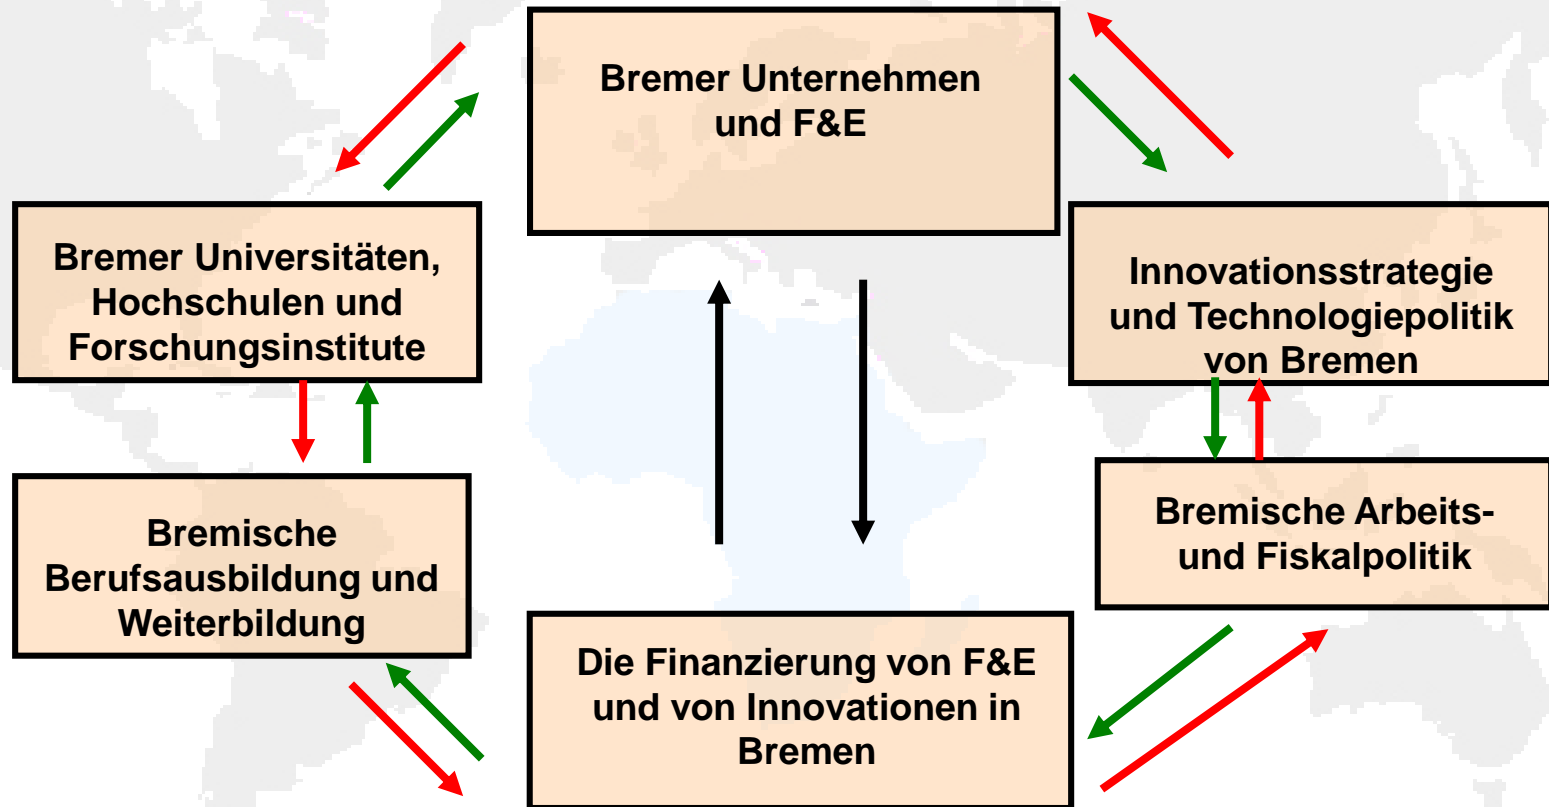 Bremer Unternehmen
und F&E
Bremer Universitäten,
Hochschulen und
Forschungsinstitute
Innovationsstrategie
und Technologiepolitik
von Bremen
Bremische
Berufsausbildung und
Weiterbildung
Bremische Arbeits-
und Fiskalpolitik
Die Finanzierung von F&E
und von Innovationen in
Bremen